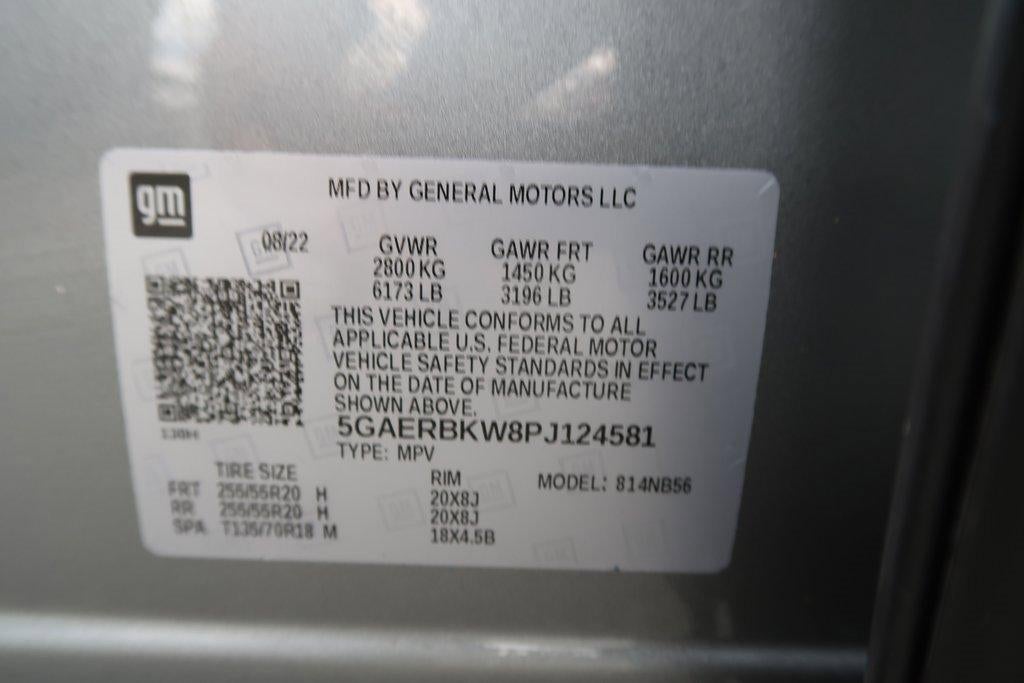 gm
MFD BY GENERAL MOTORS LLC
08/22
GVWR GAWR FRT GAWR RR
2800 KG 1450 KG 1600 KG
6173 LB 3196 LB 3527 LB
THIS VEHICLE CONFORMS TO ALL
APPLICABLE U.S. FEDERAL MOTOR
VEHICLE SAFETY STANDARDS IN EFFECT
ON THE DATE OF MANUFACTURE
SHOWN ABOVE.
5GAERBKW8PJ124581
TYPE: MPV
TIRE SIZE RIM MODEL: 814NB56
FRT 255/55R20 H 20X8J
RR 255/55R20 H 20X8J
SPA T135/70R18 M 18X4.5B